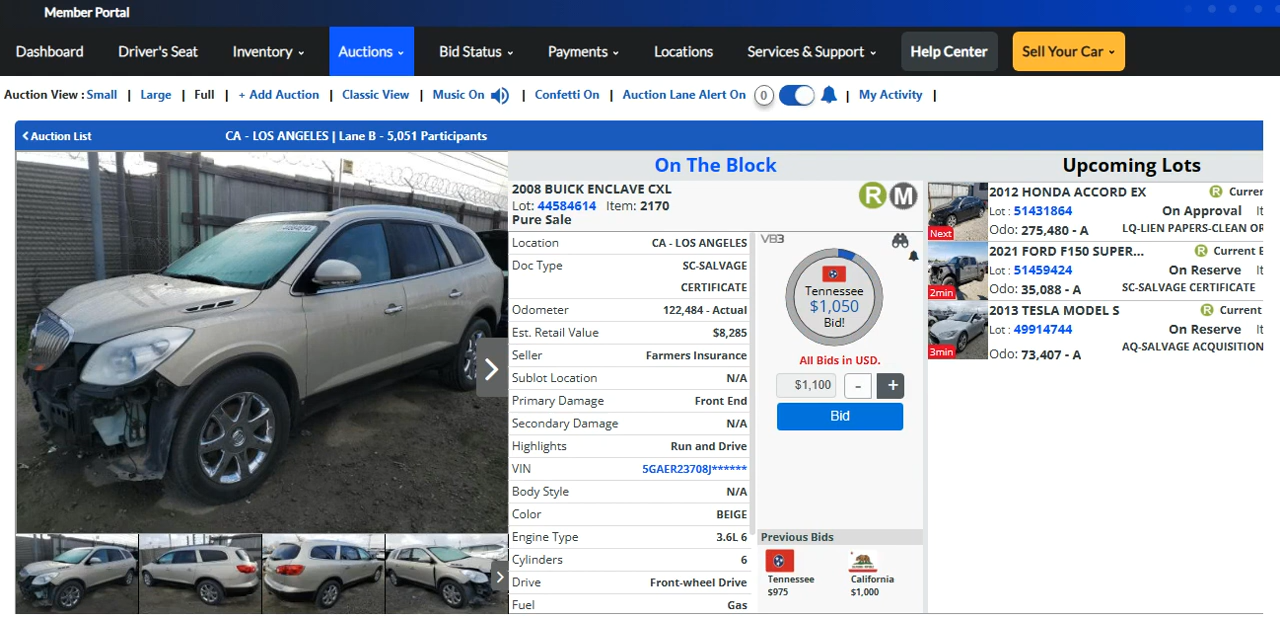 Member Portal
Dashboard Driver's Seat Inventory Auctions Bid Status Payments Locations Services & Support Help Center Sell Your Car
Auction View : Small | Large | Full | + Add Auction | Classic View | Music On | Confetti On | Auction Lane Alert On 0 | My Activity |
Auction List CA - LOS ANGELES | Lane B - 5,051 Participants
On The Block
2008 BUICK ENCLAVE CXL
Lot: 44584614 Item: 2170
Pure Sale
R M
Location CA - LOS ANGELES
Doc Type SC-SALVAGE
CERTIFICATE
Odometer 122,484 - Actual
Est. Retail Value $8,285
Seller Farmers Insurance
Sublot Location N/A
Primary Damage Front End
Secondary Damage N/A
Highlights Run and Drive
VIN 5GAER23708J******
Body Style N/A
Color BEIGE
Engine Type 3.6L 6
Cylinders 6
Drive Front-wheel Drive
Fuel Gas
VB3
Tennessee
$1,050
Bid!
All Bids in USD.
$1,100 - +
Bid
Previous Bids
Tennessee
$975
California
$1,000
Upcoming Lots
2012 HONDA ACCORD EX R Curren
Lot : 51431864 On Approval It
Odo: 275,480 - A LQ-LIEN PAPERS-CLEAN OR
Next
2021 FORD F150 SUPER... R Current B
Lot : 51459424 On Reserve It
Odo: 35,088 - A SC-SALVAGE CERTIFICATE
2min
2013 TESLA MODEL S R Current
Lot : 49914744 On Reserve It
Odo: 73,407 - A AQ-SALVAGE ACQUISITION
3min